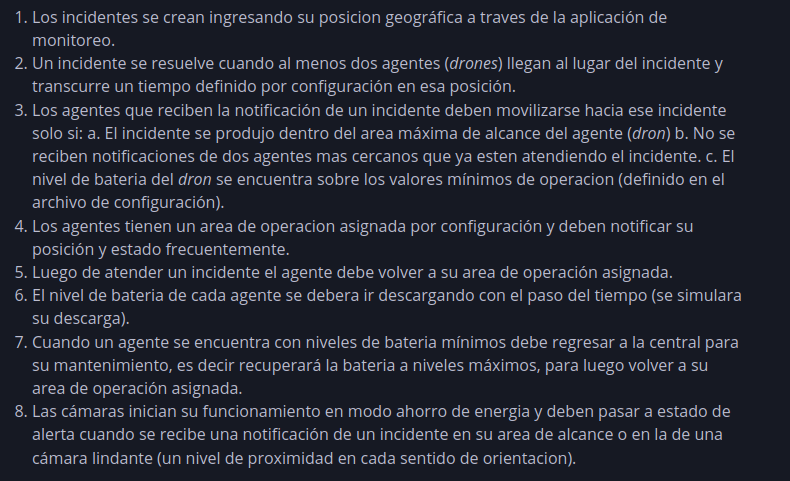 1. Los incidentes se crean ingresando su posicion geográfica a traves de la aplicación de
monitoreo.
2. Un incidente se resuelve cuando al menos dos agentes (drones) llegan al lugar del incidente y
transcurre un tiempo definido por configuración en esa posición.
3. Los agentes que reciben la notificación de un incidente deben movilizarse hacia ese incidente
solo si: a. El incidente se produjo dentro del area máxima de alcance del agente (dron) b. No se
reciben notificaciones de dos agentes mas cercanos que ya esten atendiendo el incidente. c. El
nivel de bateria del dron se encuentra sobre los valores mínimos de operacion (definido en el
archivo de configuración).
4. Los agentes tienen un area de operacion asignada por configuración y deben notificar su
posición y estado frecuentemente.
5. Luego de atender un incidente el agente debe volver a su area de operación asignada.
6. El nivel de bateria de cada agente se debera ir descargando con el paso del tiempo (se simulara
su descarga).
7. Cuando un agente se encuentra con niveles de bateria mínimos debe regresar a la central para
su mantenimiento, es decir recuperará la bateria a niveles máximos, para luego volver a su
area de operación asignada.
8. Las cámaras inician su funcionamiento en modo ahorro de energia y deben pasar a estado de
alerta cuando se recibe una notificación de un incidente en su area de alcance o en la de una
cámara lindante (un nivel de proximidad en cada sentido de orientacion).